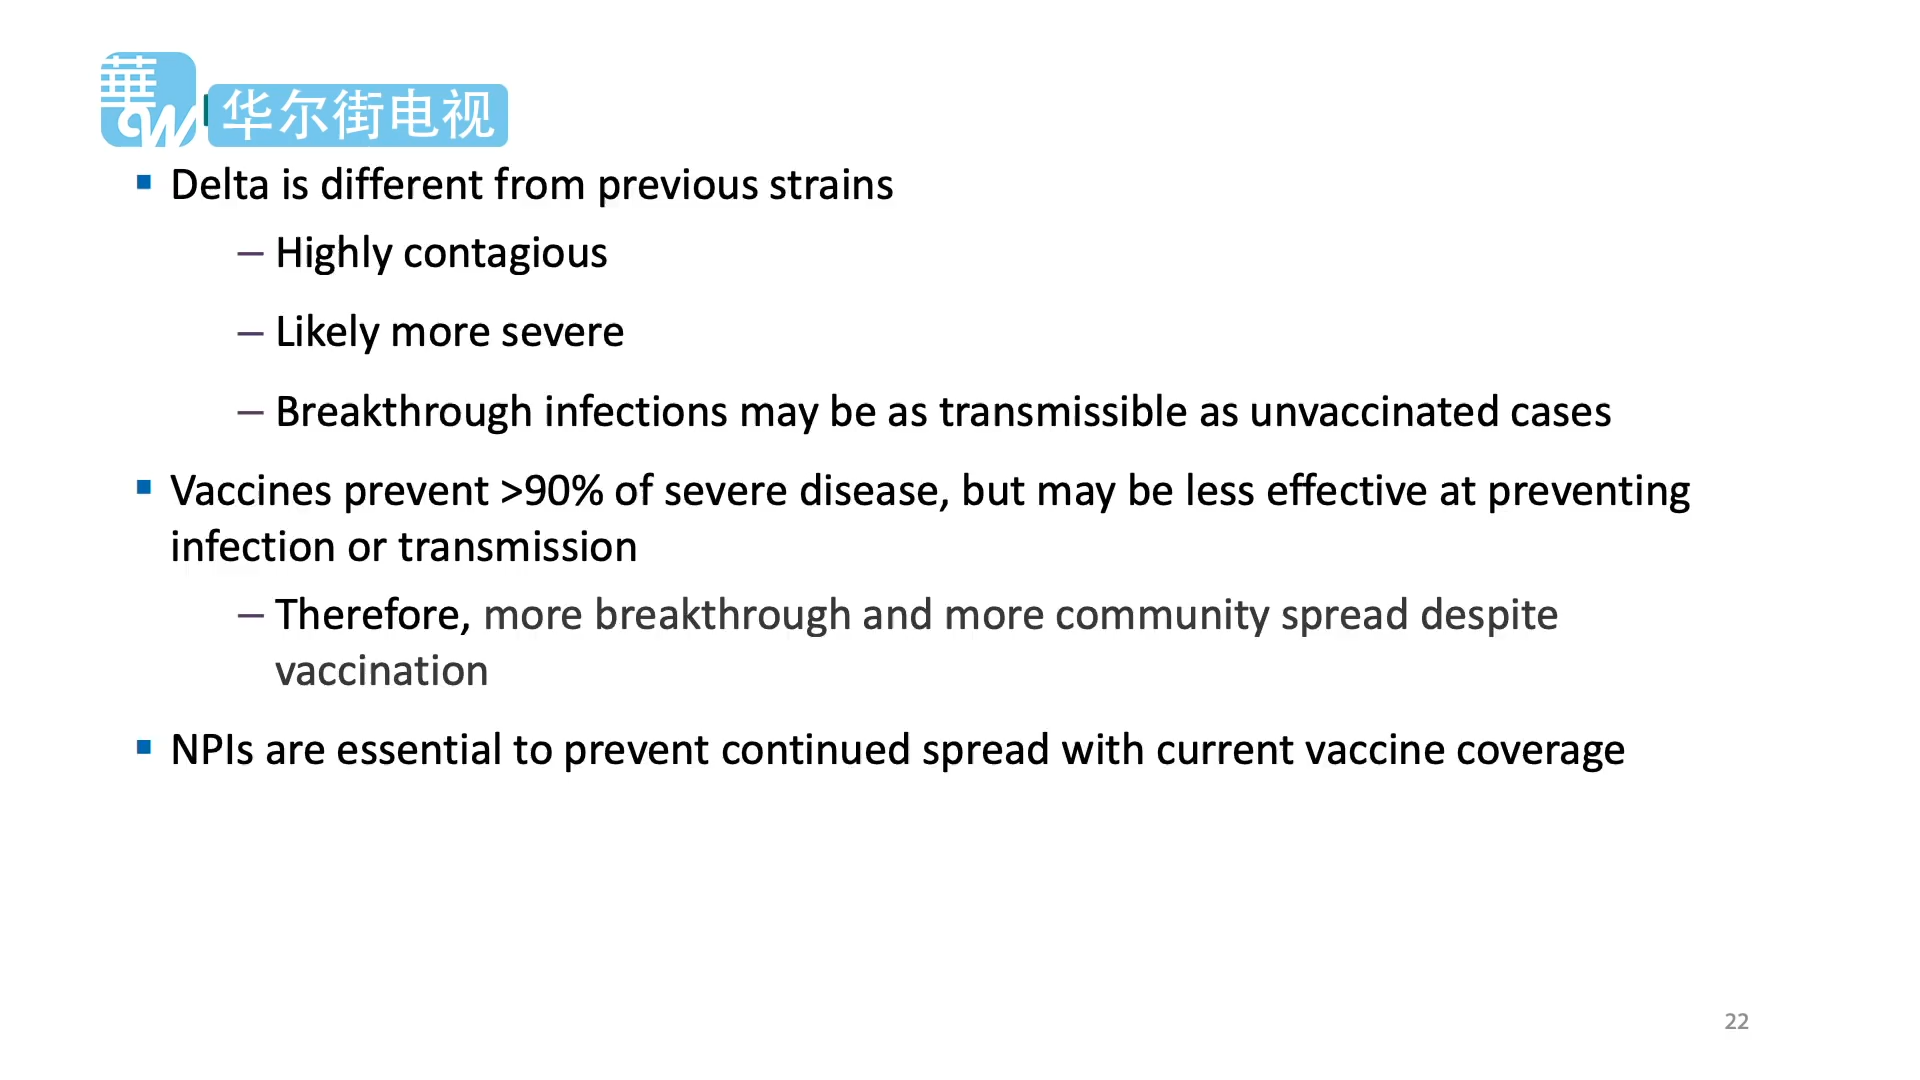 華
W
华尔街电视
▪ Delta is different from previous strains
– Highly contagious
– Likely more severe
– Breakthrough infections may be as transmissible as unvaccinated cases
▪ Vaccines prevent >90% of severe disease, but may be less effective at preventing
infection or transmission
– Therefore, more breakthrough and more community spread despite
vaccination
▪ NPIs are essential to prevent continued spread with current vaccine coverage
22